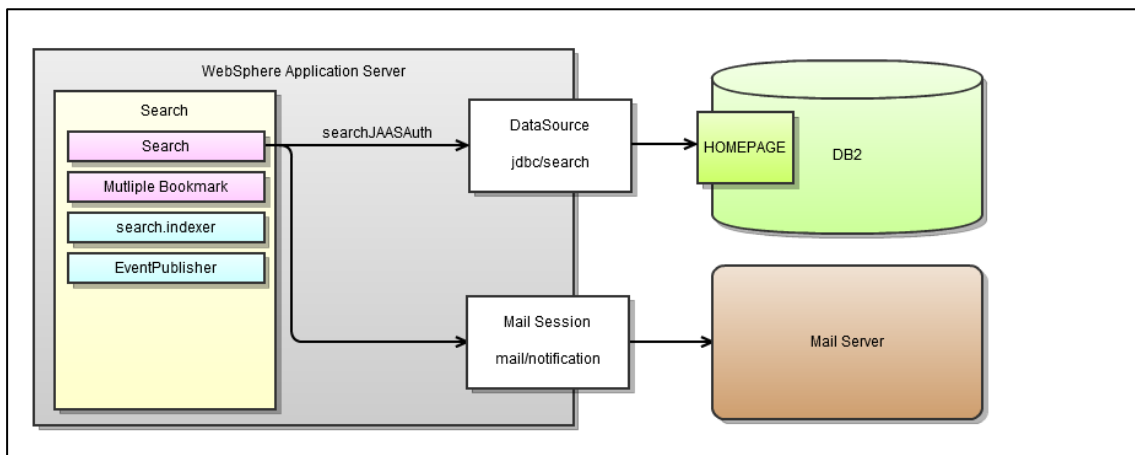 WebSphere Application Server
Search
Search
Mutliple Bookmark
search.indexer
EventPublisher
searchJAASAuth
DataSource
jdbc/search
HOMEPAGE
DB2
Mail Session
mail/notification
Mail Server